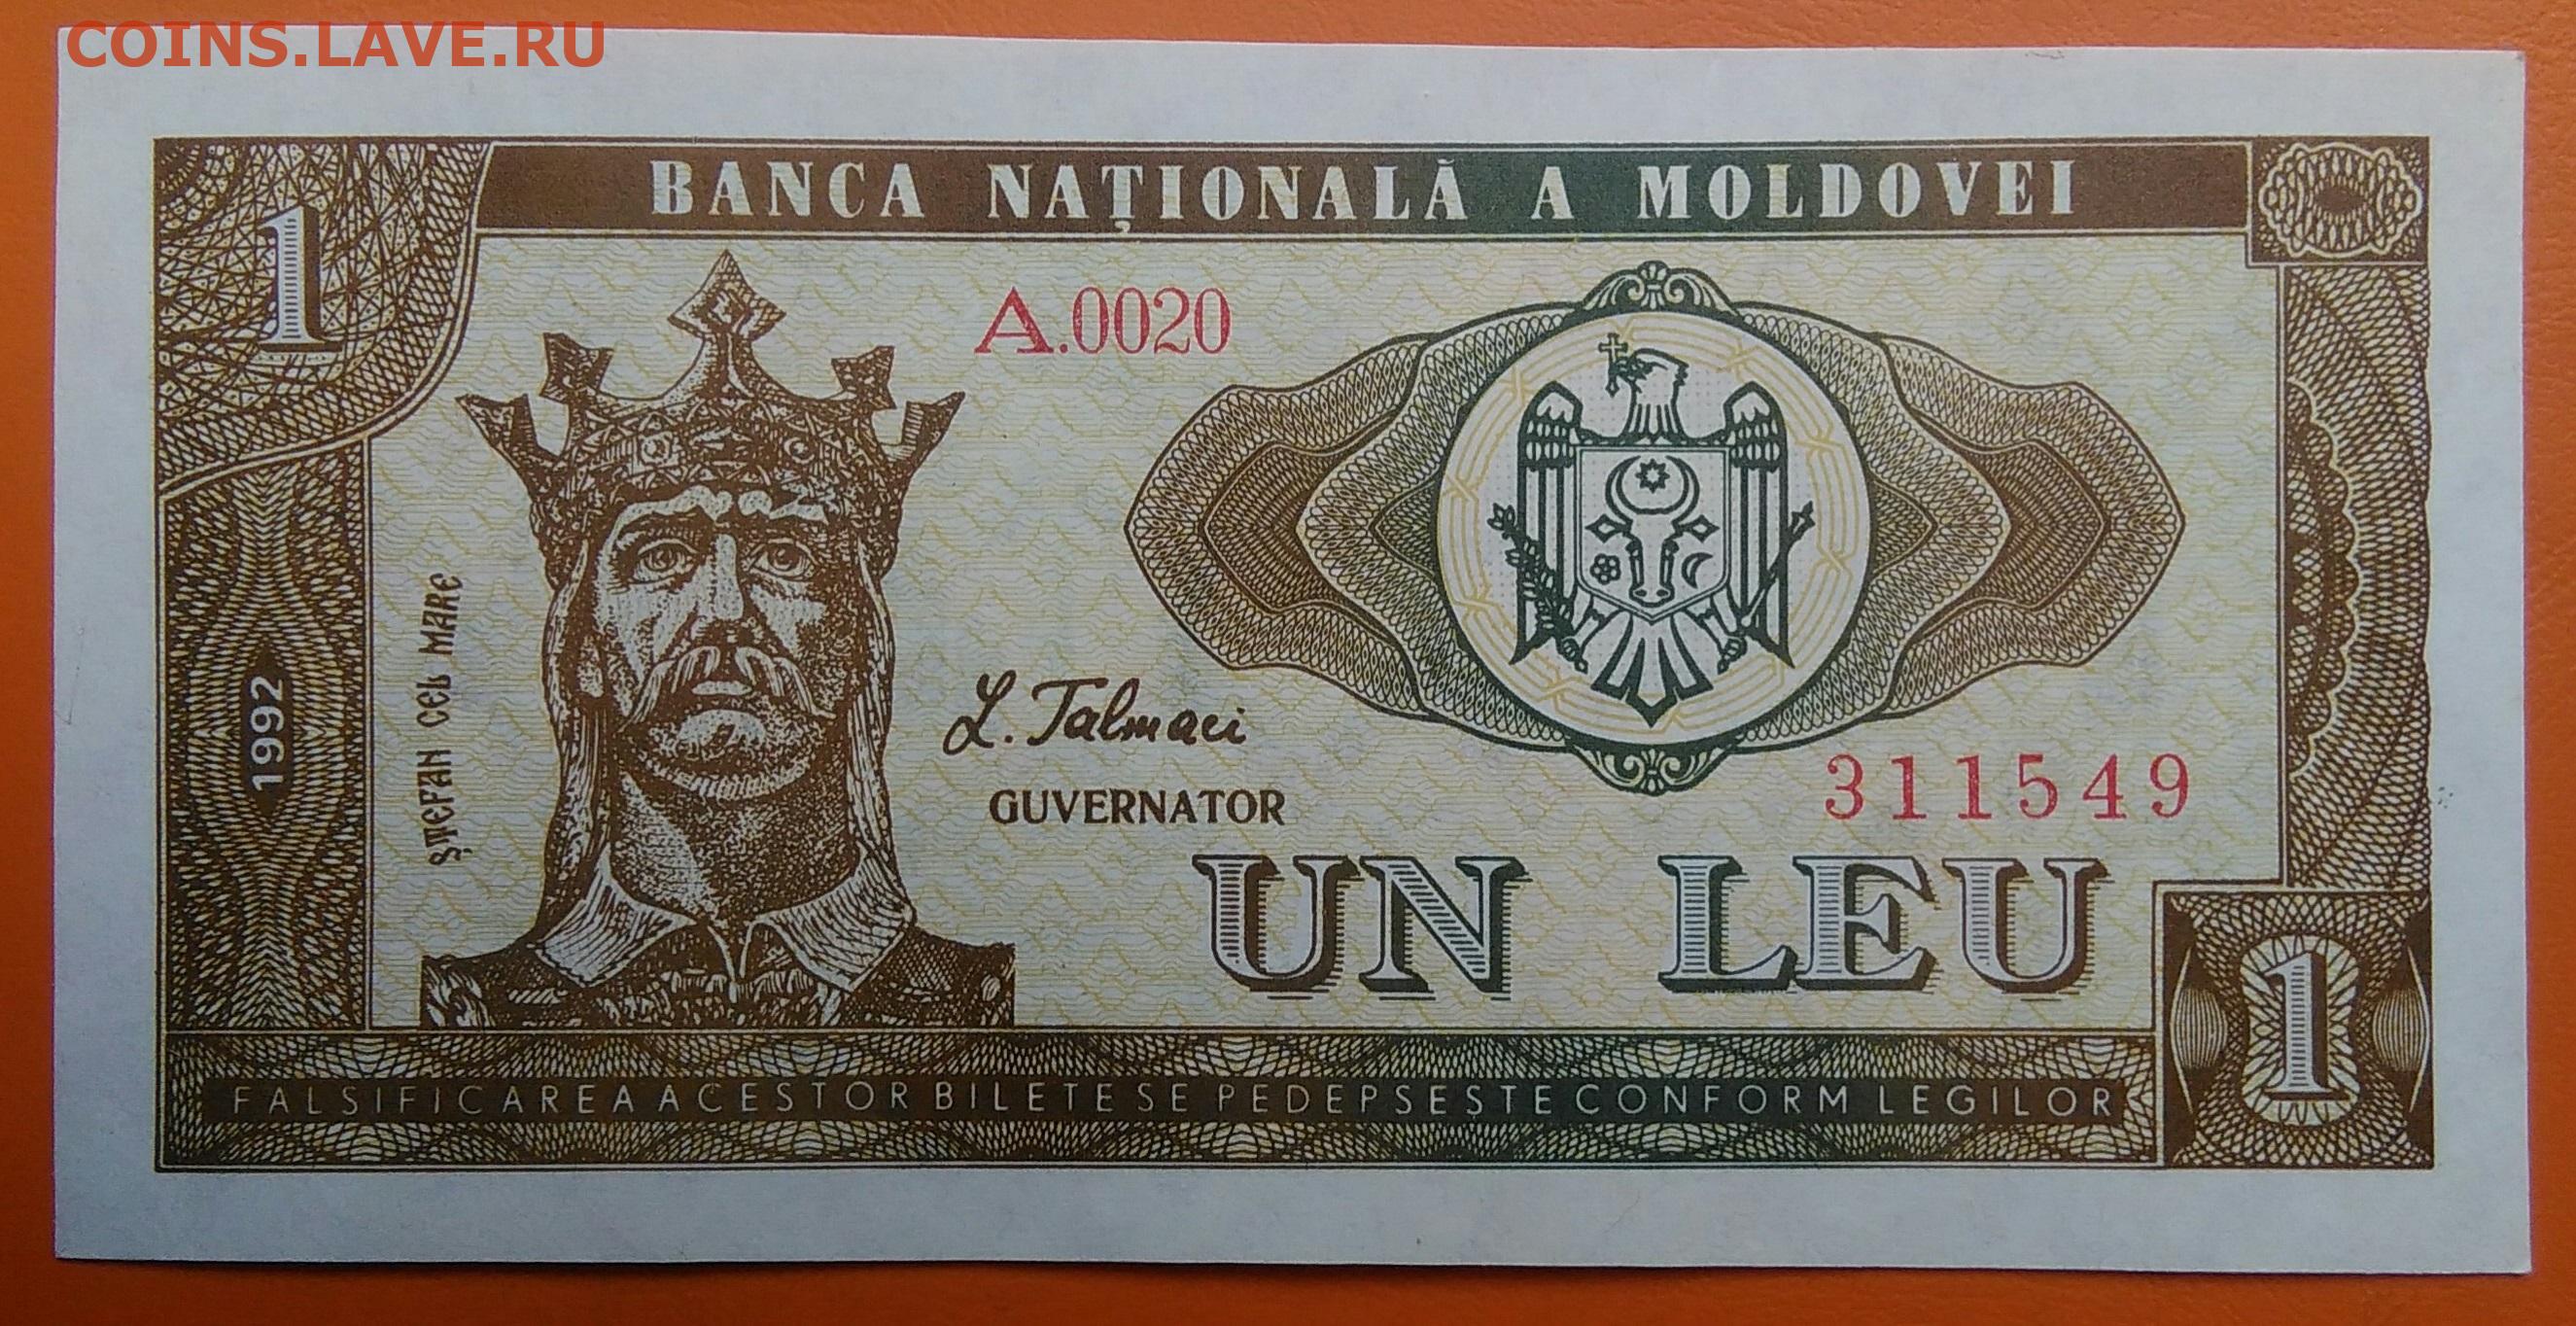 COINS.LAVE.RU
BANCA NAȚIONALĂ A MOLDOVEI
1
A.0020
ȘTEFAN CEL MARE
1992
L. Talmaci
GUVERNATOR
311549
UN LEU
1
FALSIFICAREA ACESTOR BILETE SE PEDEPSEȘTE CONFORM LEGILOR